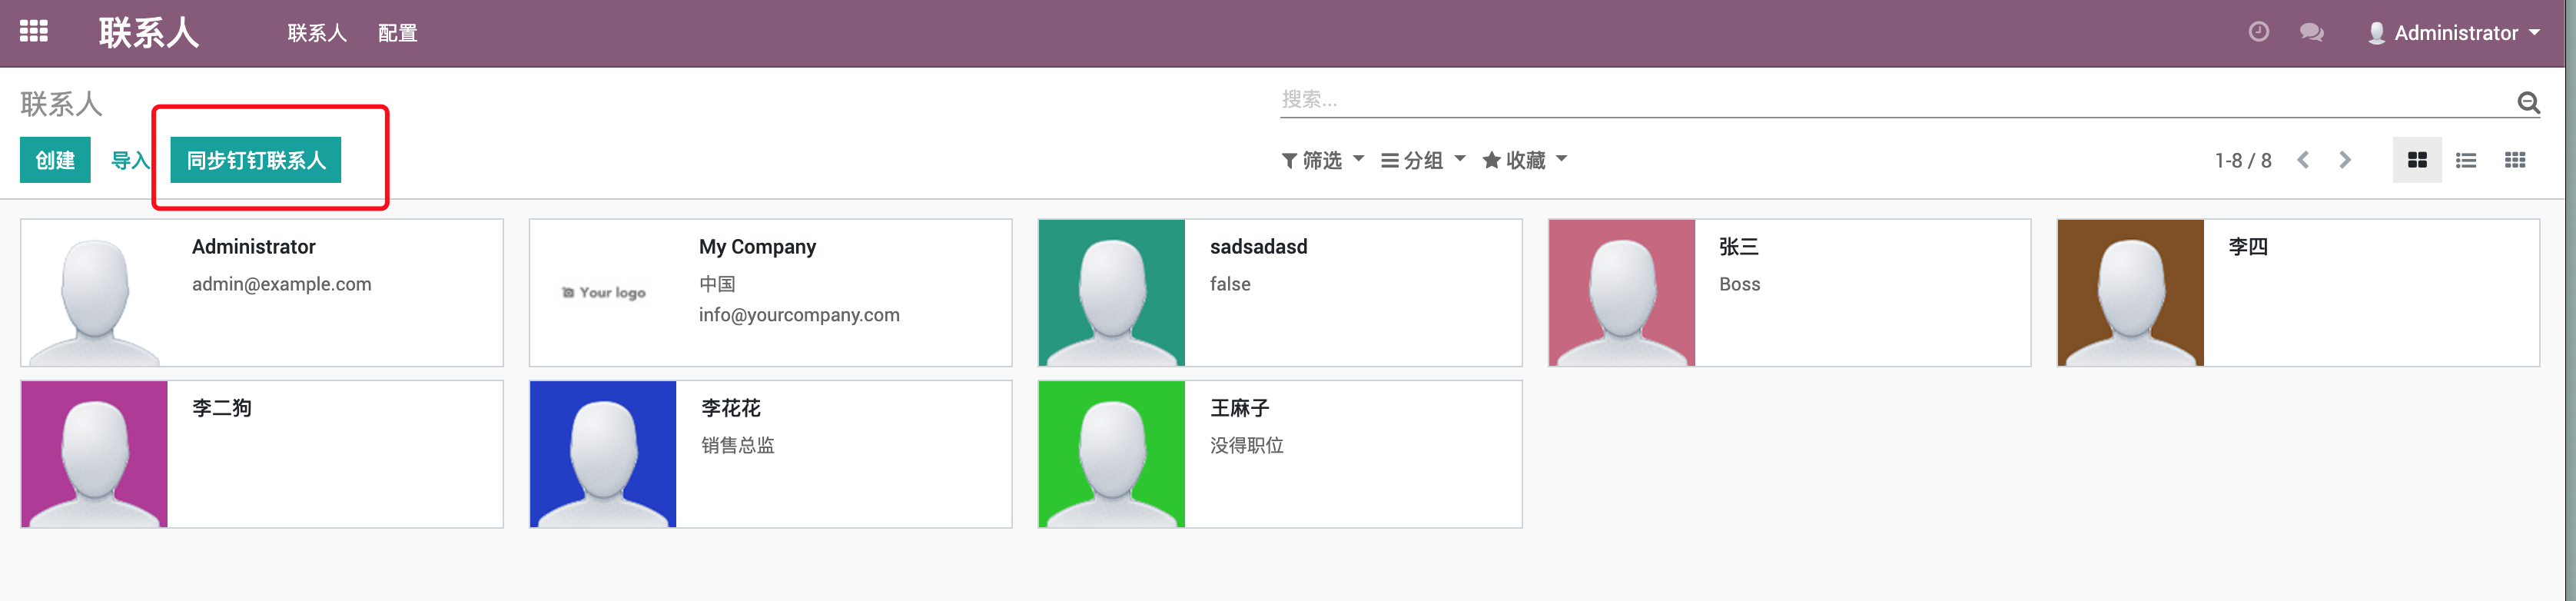 联系人 联系人 配置 Administrator
联系人
搜索...
创建 导入 同步钉钉联系人 筛选 分组 收藏 1-8 / 8
Administrator
admin@example.com
Your logo
My Company
中国
info@yourcompany.com
sadsadasd
false
张三
Boss
李四
李二狗
李花花
销售总监
王麻子
没得职位